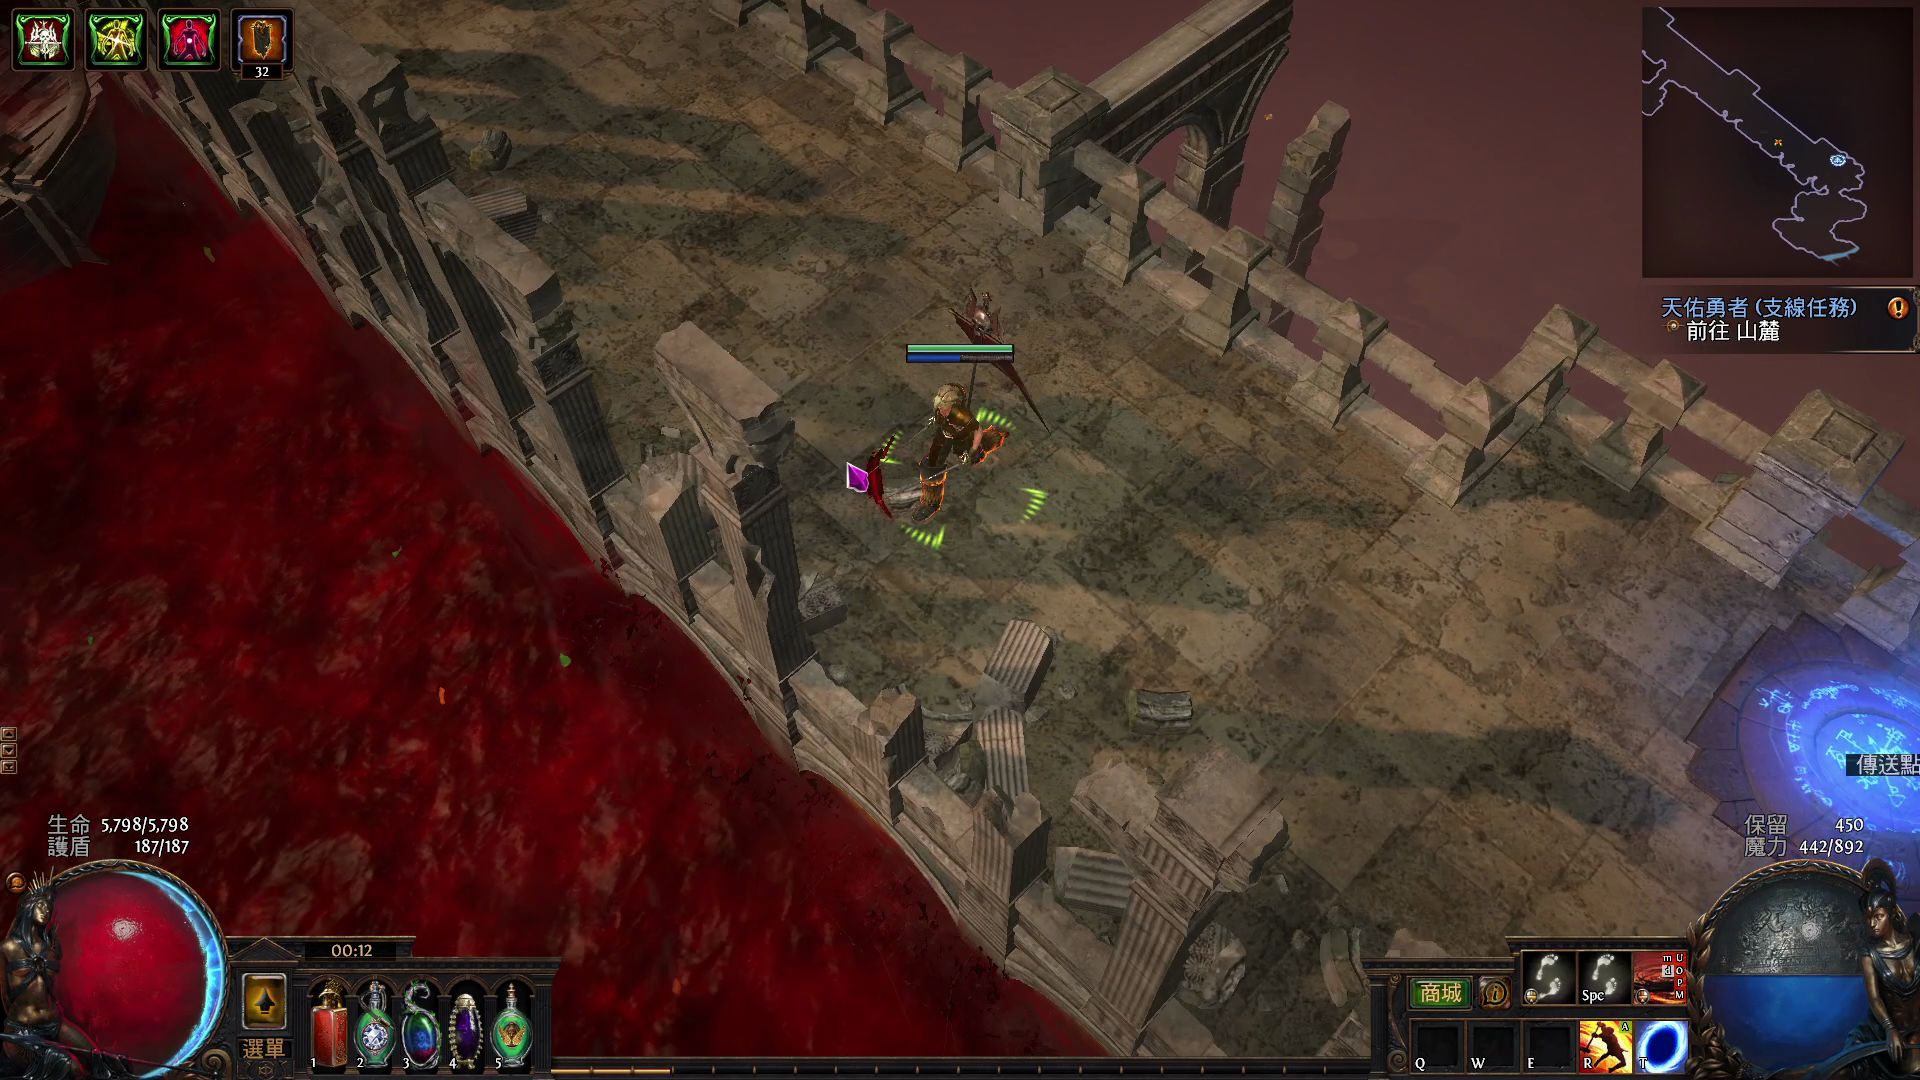 32
天佑勇者 (支線任務)
前往 山麓
傳送點
生命 5,798/5,798
護盾 187/187
保留 450
魔力 442/892
00:12
選單
1 2 3 4 5
商城
Spc
m U
d O
P
M
A
Q W E R T